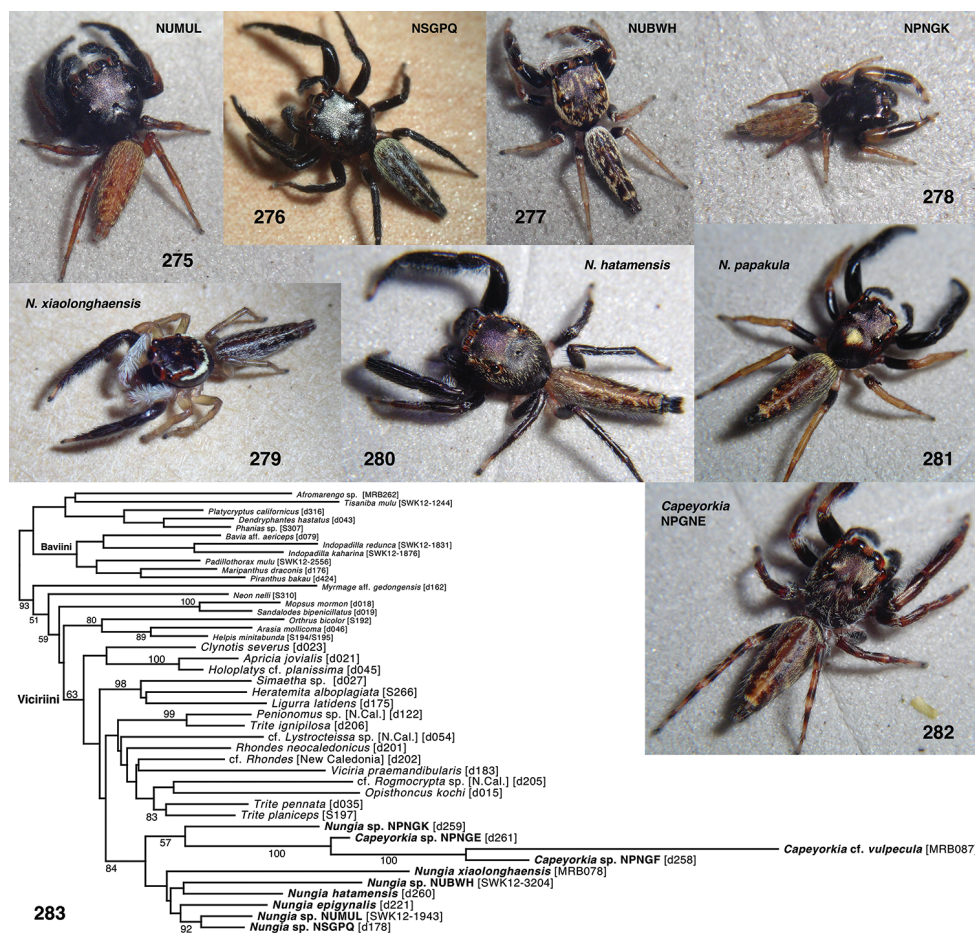 NUMUL
NSGPQ
NUBWH
NPNGK
275
276
277
278
N. xiaolonghaensis
N. hatamensis
N. papakula
279
280
281
Capeyorkia
NPGNE
282
Afromarengo sp. [MRB262]
Tisaniba mulu [SWK12-1244]
Platycryptus californicus [d316]
Dendryphantes hastatus [d043]
Phanias sp. [S307]
Baviini
Bavia aff. aericeps [d079]
Indopadilla redunca [SWK12-1831]
Indopadilla kaharina [SWK12-1876]
Padillothorax mulu [SWK12-2556]
Maripanthus draconis [d176]
Piranthus bakau [d424]
Myrmage aff. gedongensis [d162]
93
Neon nelli [S310]
51
100
Mopsus mormon [d018]
Sandalodes bipenicillatus [d019]
59
80
Orthrus bicolor [S192]
Arasia mollicoma [d046]
89
Helpis minitabunda [S194/S195]
Clynotis severus [d023]
100
Apricia jovialis [d021]
Holoplatys cf. planissima [d045]
Viciriini
63
98
Simaetha sp. [d027]
Heratemita alboplagiata [S266]
Ligurra latidens [d175]
99
Penionomus sp. [N.Cal.] [d122]
Trite ignipilosa [d206]
cf. Lystrocteissa sp. [N.Cal.] [d054]
Rhondes neocaledonicus [d201]
cf. Rhondes [New Caledonia] [d202]
Viciria praemandibularis [d183]
cf. Rogmocrypta sp. [N.Cal.] [d205]
Opisthoncus kochi [d015]
Trite pennata [d035]
83
Trite planiceps [S197]
Nungia sp. NPNGK [d259]
57
Capeyorkia sp. NPNGE [d261]
100
Capeyorkia cf. vulpecula [MRB087]
100
Capeyorkia sp. NPNGF [d258]
84
Nungia xiaolonghaensis [MRB078]
Nungia sp. NUBWH [SWK12-3204]
Nungia hatamensis [d260]
Nungia epigynalis [d221]
Nungia sp. NUMUL [SWK12-1943]
92
Nungia sp. NSGPQ [d178]
283